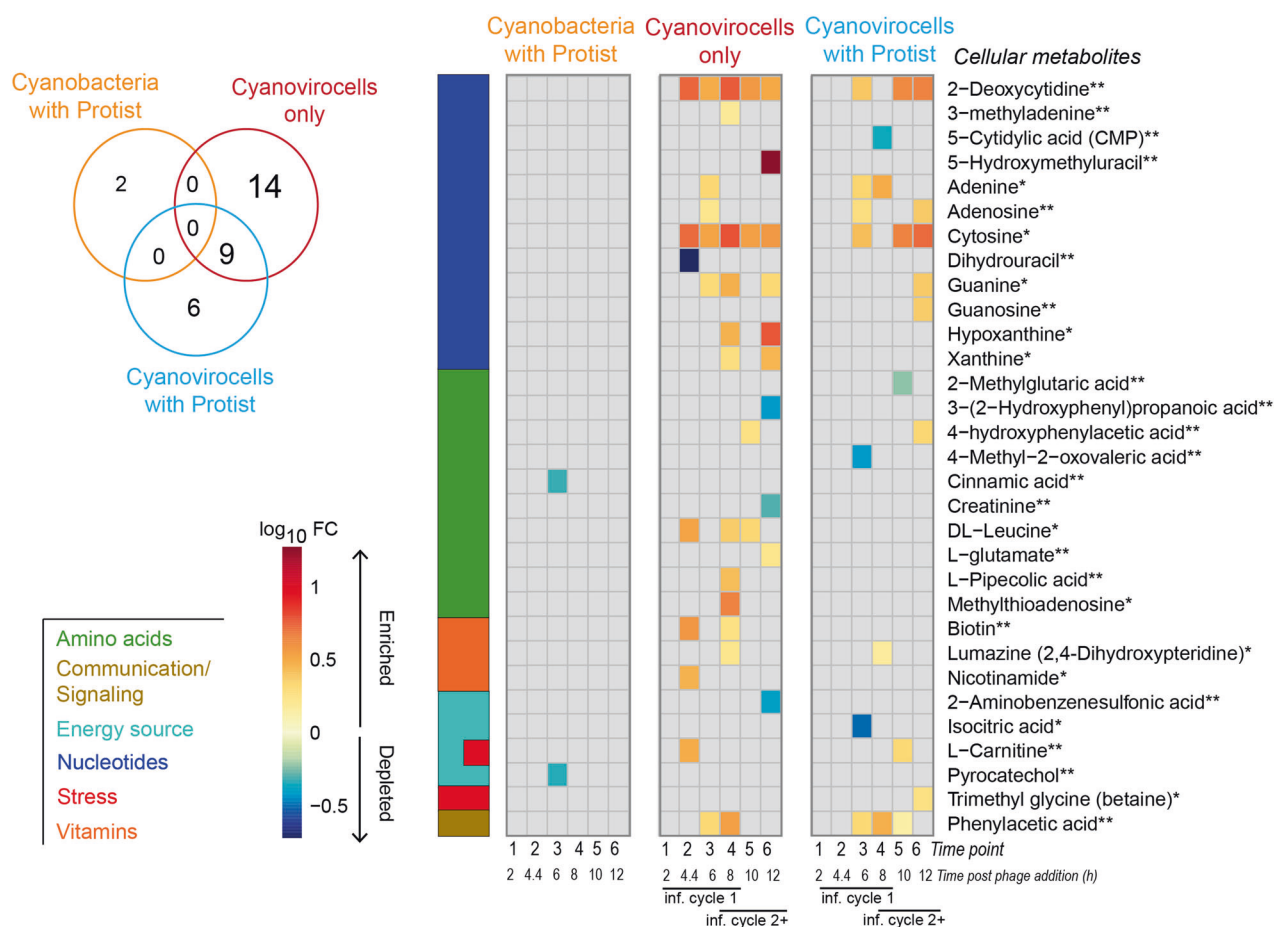 Cyanobacteria
with Protist
Cyanovirocells
only
2
0
14
0
0
9
6
Cyanovirocells
with Protist
log10 FC
1
0.5
0
−0.5
Enriched
Depleted
Amino acids
Communication/
Signaling
Energy source
Nucleotides
Stress
Vitamins
Cyanobacteria
with Protist
Cyanovirocells
only
Cyanovirocells
with Protist
Cellular metabolites
2−Deoxycytidine**
3−methyladenine**
5−Cytidylic acid (CMP)**
5−Hydroxymethyluracil**
Adenine*
Adenosine**
Cytosine*
Dihydrouracil**
Guanine*
Guanosine**
Hypoxanthine*
Xanthine*
2−Methylglutaric acid**
3−(2−Hydroxyphenyl)propanoic acid**
4−hydroxyphenylacetic acid**
4−Methyl−2−oxovaleric acid**
Cinnamic acid**
Creatinine**
DL−Leucine*
L−glutamate**
L−Pipecolic acid**
Methylthioadenosine*
Biotin**
Lumazine (2,4-Dihydroxypteridine)*
Nicotinamide*
2−Aminobenzenesulfonic acid**
Isocitric acid*
L−Carnitine**
Pyrocatechol**
Trimethyl glycine (betaine)*
Phenylacetic acid**
1 2 3 4 5 6 1 2 3 4 5 6 1 2 3 4 5 6 Time point
2 4.4 6 8 10 12 2 4.4 6 8 10 12 2 4.4 6 8 10 12 Time post phage addition (h)
inf. cycle 1 inf. cycle 1
inf. cycle 2+ inf. cycle 2+